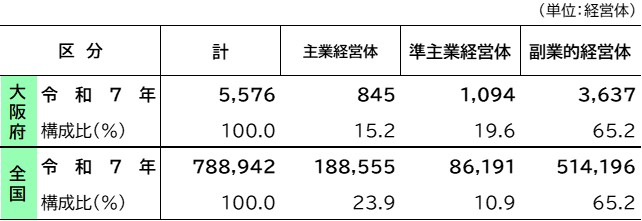 （単位：経営体）
区 分 計 主業経営体 準主業経営体 副業的経営体
大阪府 令和７年 5,576 845 1,094 3,637
構成比（％） 100.0 15.2 19.6 65.2
全国 令和７年 788,942 188,555 86,191 514,196
構成比（％） 100.0 23.9 10.9 65.2